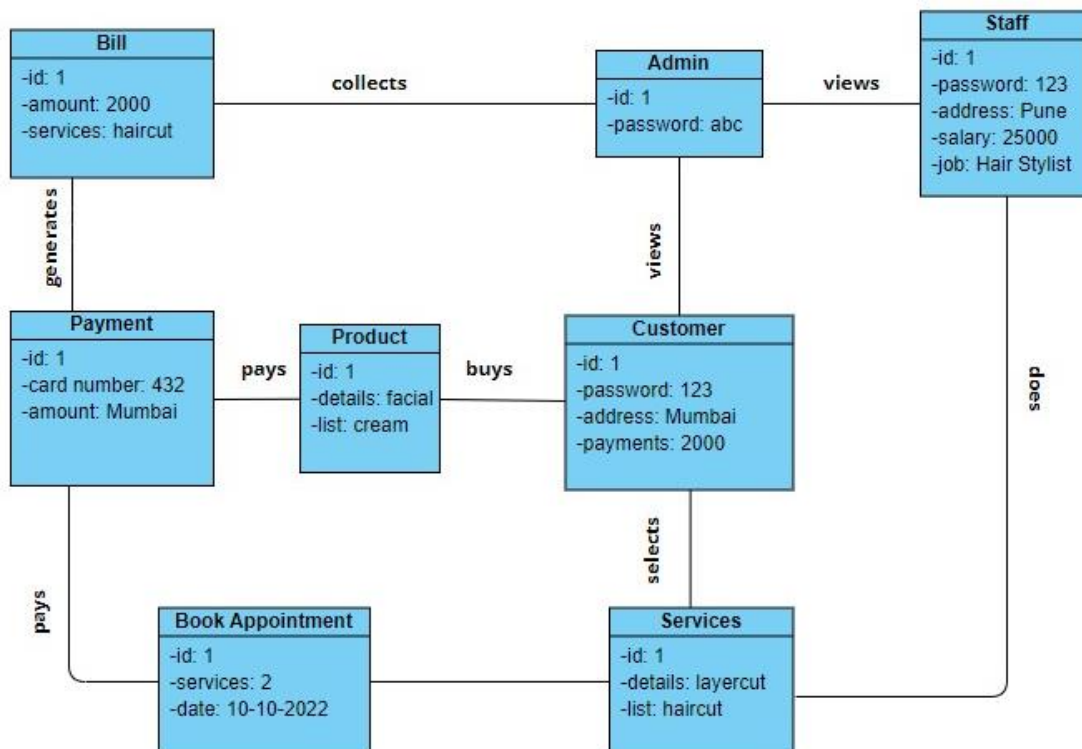 Bill
-id: 1
-amount: 2000
-services: haircut
collects
Admin
-id: 1
-password: abc
views
Staff
-id: 1
-password: 123
-address: Pune
-salary: 25000
-job: Hair Stylist
generates
views
does
Payment
-id: 1
-card number: 432
-amount: Mumbai
pays
Product
-id: 1
-details: facial
-list: cream
buys
Customer
-id: 1
-password: 123
-address: Mumbai
-payments: 2000
selects
pays
Book Appointment
-id: 1
-services: 2
-date: 10-10-2022
Services
-id: 1
-details: layercut
-list: haircut